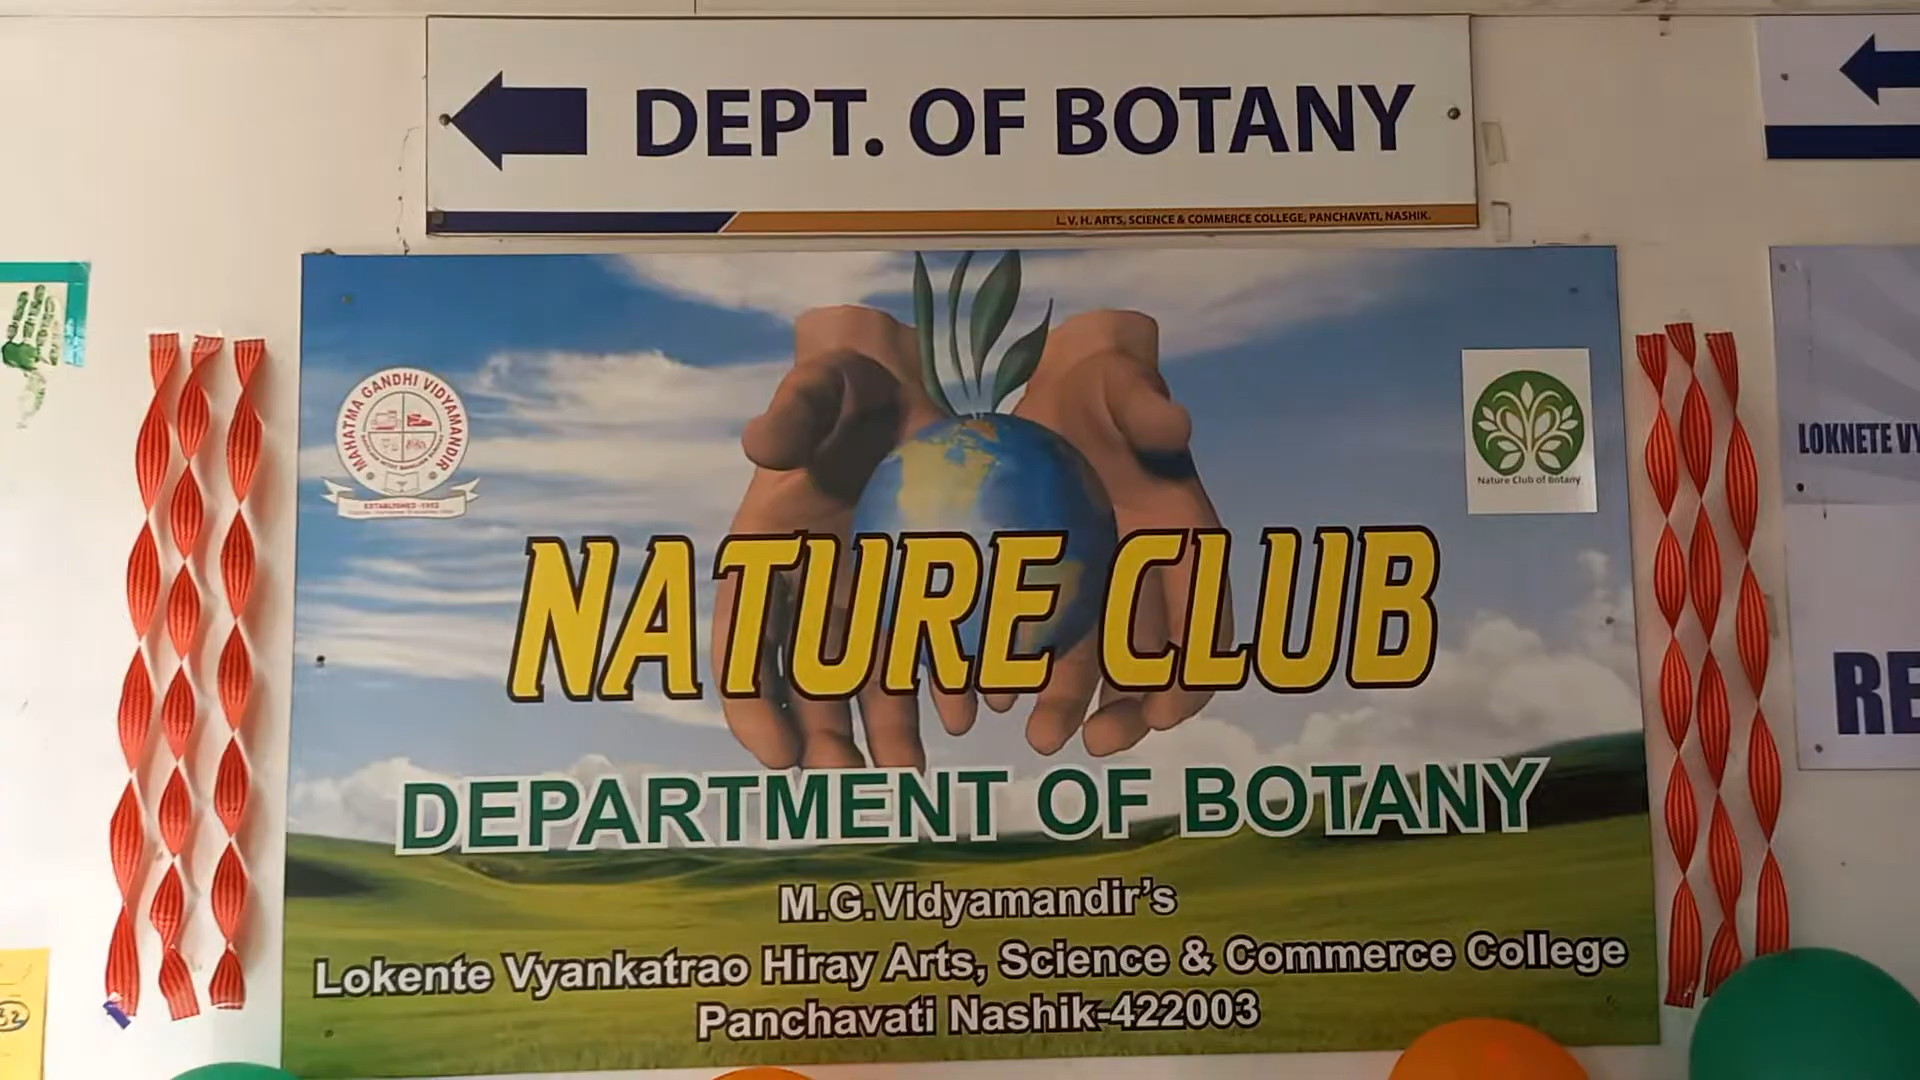 DEPT. OF BOTANY
L. V. H. ARTS, SCIENCE & COMMERCE COLLEGE, PANCHAVATI, NASHIK.
MAHATMA GANDHI VIDYAMANDIR
ESTABLISHED -1952
Nature Club of Botany
NATURE CLUB
DEPARTMENT OF BOTANY
M.G.Vidyamandir's
Lokente Vyankatrao Hiray Arts, Science & Commerce College
Panchavati Nashik-422003
LOKNETE VY
RE
32